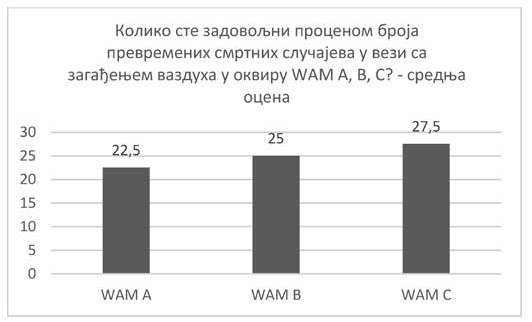 Колико сте задовољни проценом броја
превремених смртних случајева у вези са
загађењем ваздуха у оквиру WAM A, B, C? - средња
оцена
30
25
20
15
10
5
0
22,5
25
27,5
WAM A
WAM B
WAM C